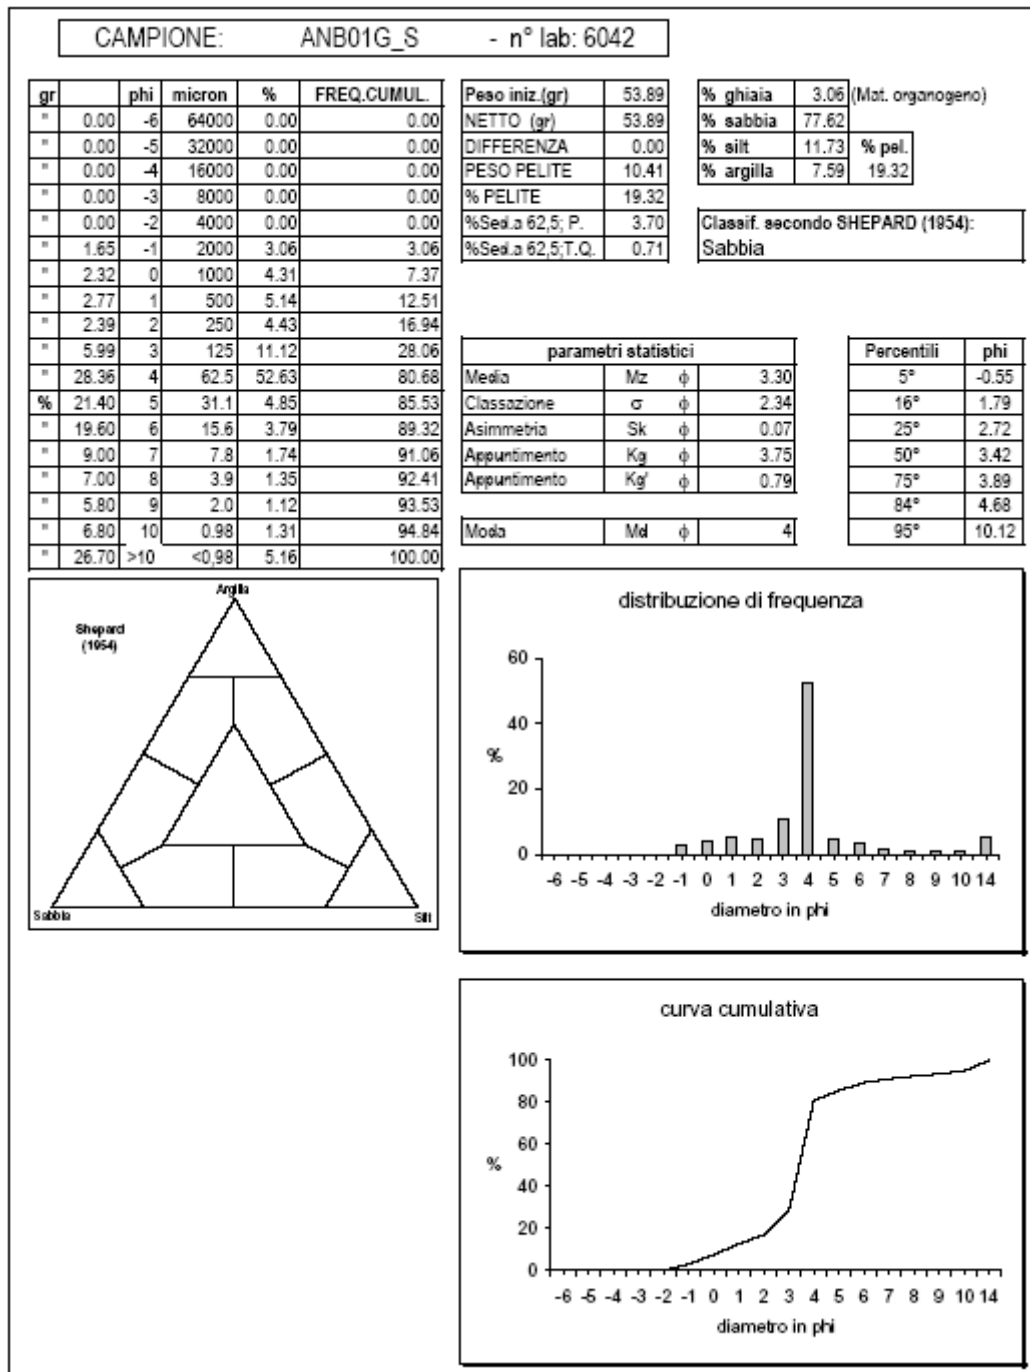 CAMPIONE: ANB01G_S - n° lab: 6042
gr phi micron % FREQ.CUMUL.
" 0.00 -6 64000 0.00 0.00
" 0.00 -5 32000 0.00 0.00
" 0.00 -4 16000 0.00 0.00
" 0.00 -3 8000 0.00 0.00
" 0.00 -2 4000 0.00 0.00
" 1.65 -1 2000 3.06 3.06
" 2.32 0 1000 4.31 7.37
" 2.77 1 500 5.14 12.51
" 2.39 2 250 4.43 16.94
" 5.99 3 125 11.12 28.06
" 28.36 4 62.5 52.63 80.68
% 21.40 5 31.1 4.85 85.53
" 19.60 6 15.6 3.79 89.32
" 9.00 7 7.8 1.74 91.06
" 7.00 8 3.9 1.35 92.41
" 5.80 9 2.0 1.12 93.53
" 6.80 10 0.98 1.31 94.84
" 26.70 >10 <0,98 5.16 100.00
Peso iniz.(gr) 53.89
NETTO (gr) 53.89
DIFFERENZA 0.00
PESO PELITE 10.41
% PELITE 19.32
%Sed.a 62,5; P. 3.70
%Sed.a 62,5;T.Q. 0.71
% ghiaia 3.06 (Mat. organogeno)
% sabbia 77.62
% silt 11.73 % pel.
% argilla 7.59 19.32
Classif. secondo SHEPARD (1954):
Sabbia
parametri statistici
Media Mz ϕ 3.30
Classazione σ ϕ 2.34
Asimmetria Sk ϕ 0.07
Appuntimento Kg ϕ 3.75
Appuntimento Kg' ϕ 0.79
Moda Md ϕ 4
Percentili phi
5° -0.55
16° 1.79
25° 2.72
50° 3.42
75° 3.89
84° 4.68
95° 10.12
Argilla
Shepard
(1954)
Sabbia Silt
distribuzione di frequenza
60
40
20
0
%
-6 -5 -4 -3 -2 -1 0 1 2 3 4 5 6 7 8 9 10 14
diametro in phi
curva cumulativa
100
80
60
40
20
0
%
-6 -5 -4 -3 -2 -1 0 1 2 3 4 5 6 7 8 9 10 14
diametro in phi